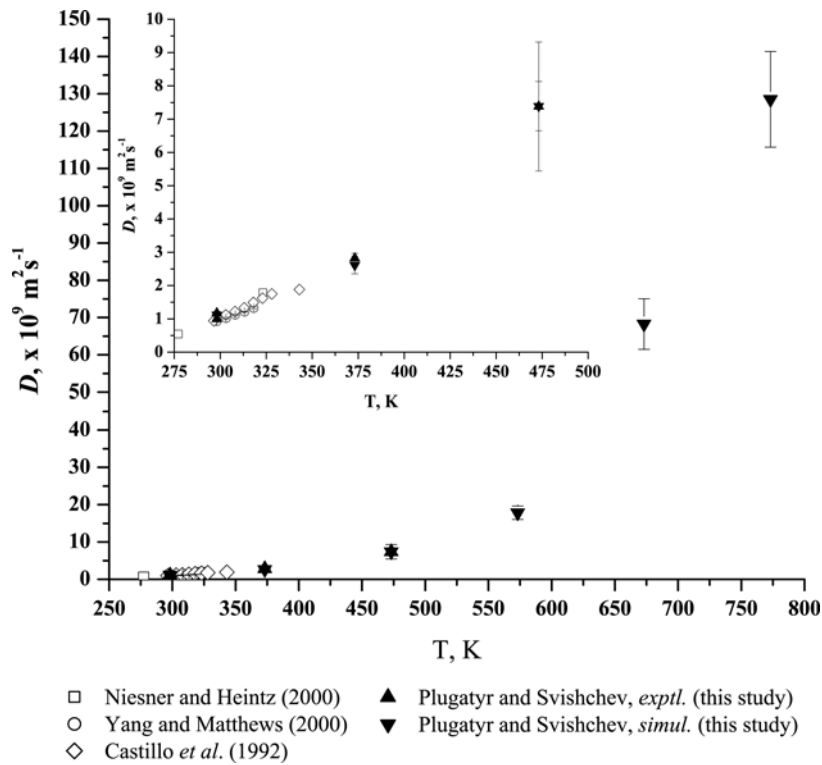 150
140
130
120
110
100
90
80
70
60
50
40
30
20
10
0
D, x 10⁹ m²s⁻¹
10
9
8
7
6
5
4
3
2
1
0
D, x 10⁹ m²s⁻¹
275 300 325 350 375 400 425 450 475 500
T, K
250 300 350 400 450 500 550 600 650 700 750 800
T, K
Niesner and Heintz (2000)
Yang and Matthews (2000)
Castillo et al. (1992)
Plugatyr and Svishchev, exptl. (this study)
Plugatyr and Svishchev, simul. (this study)